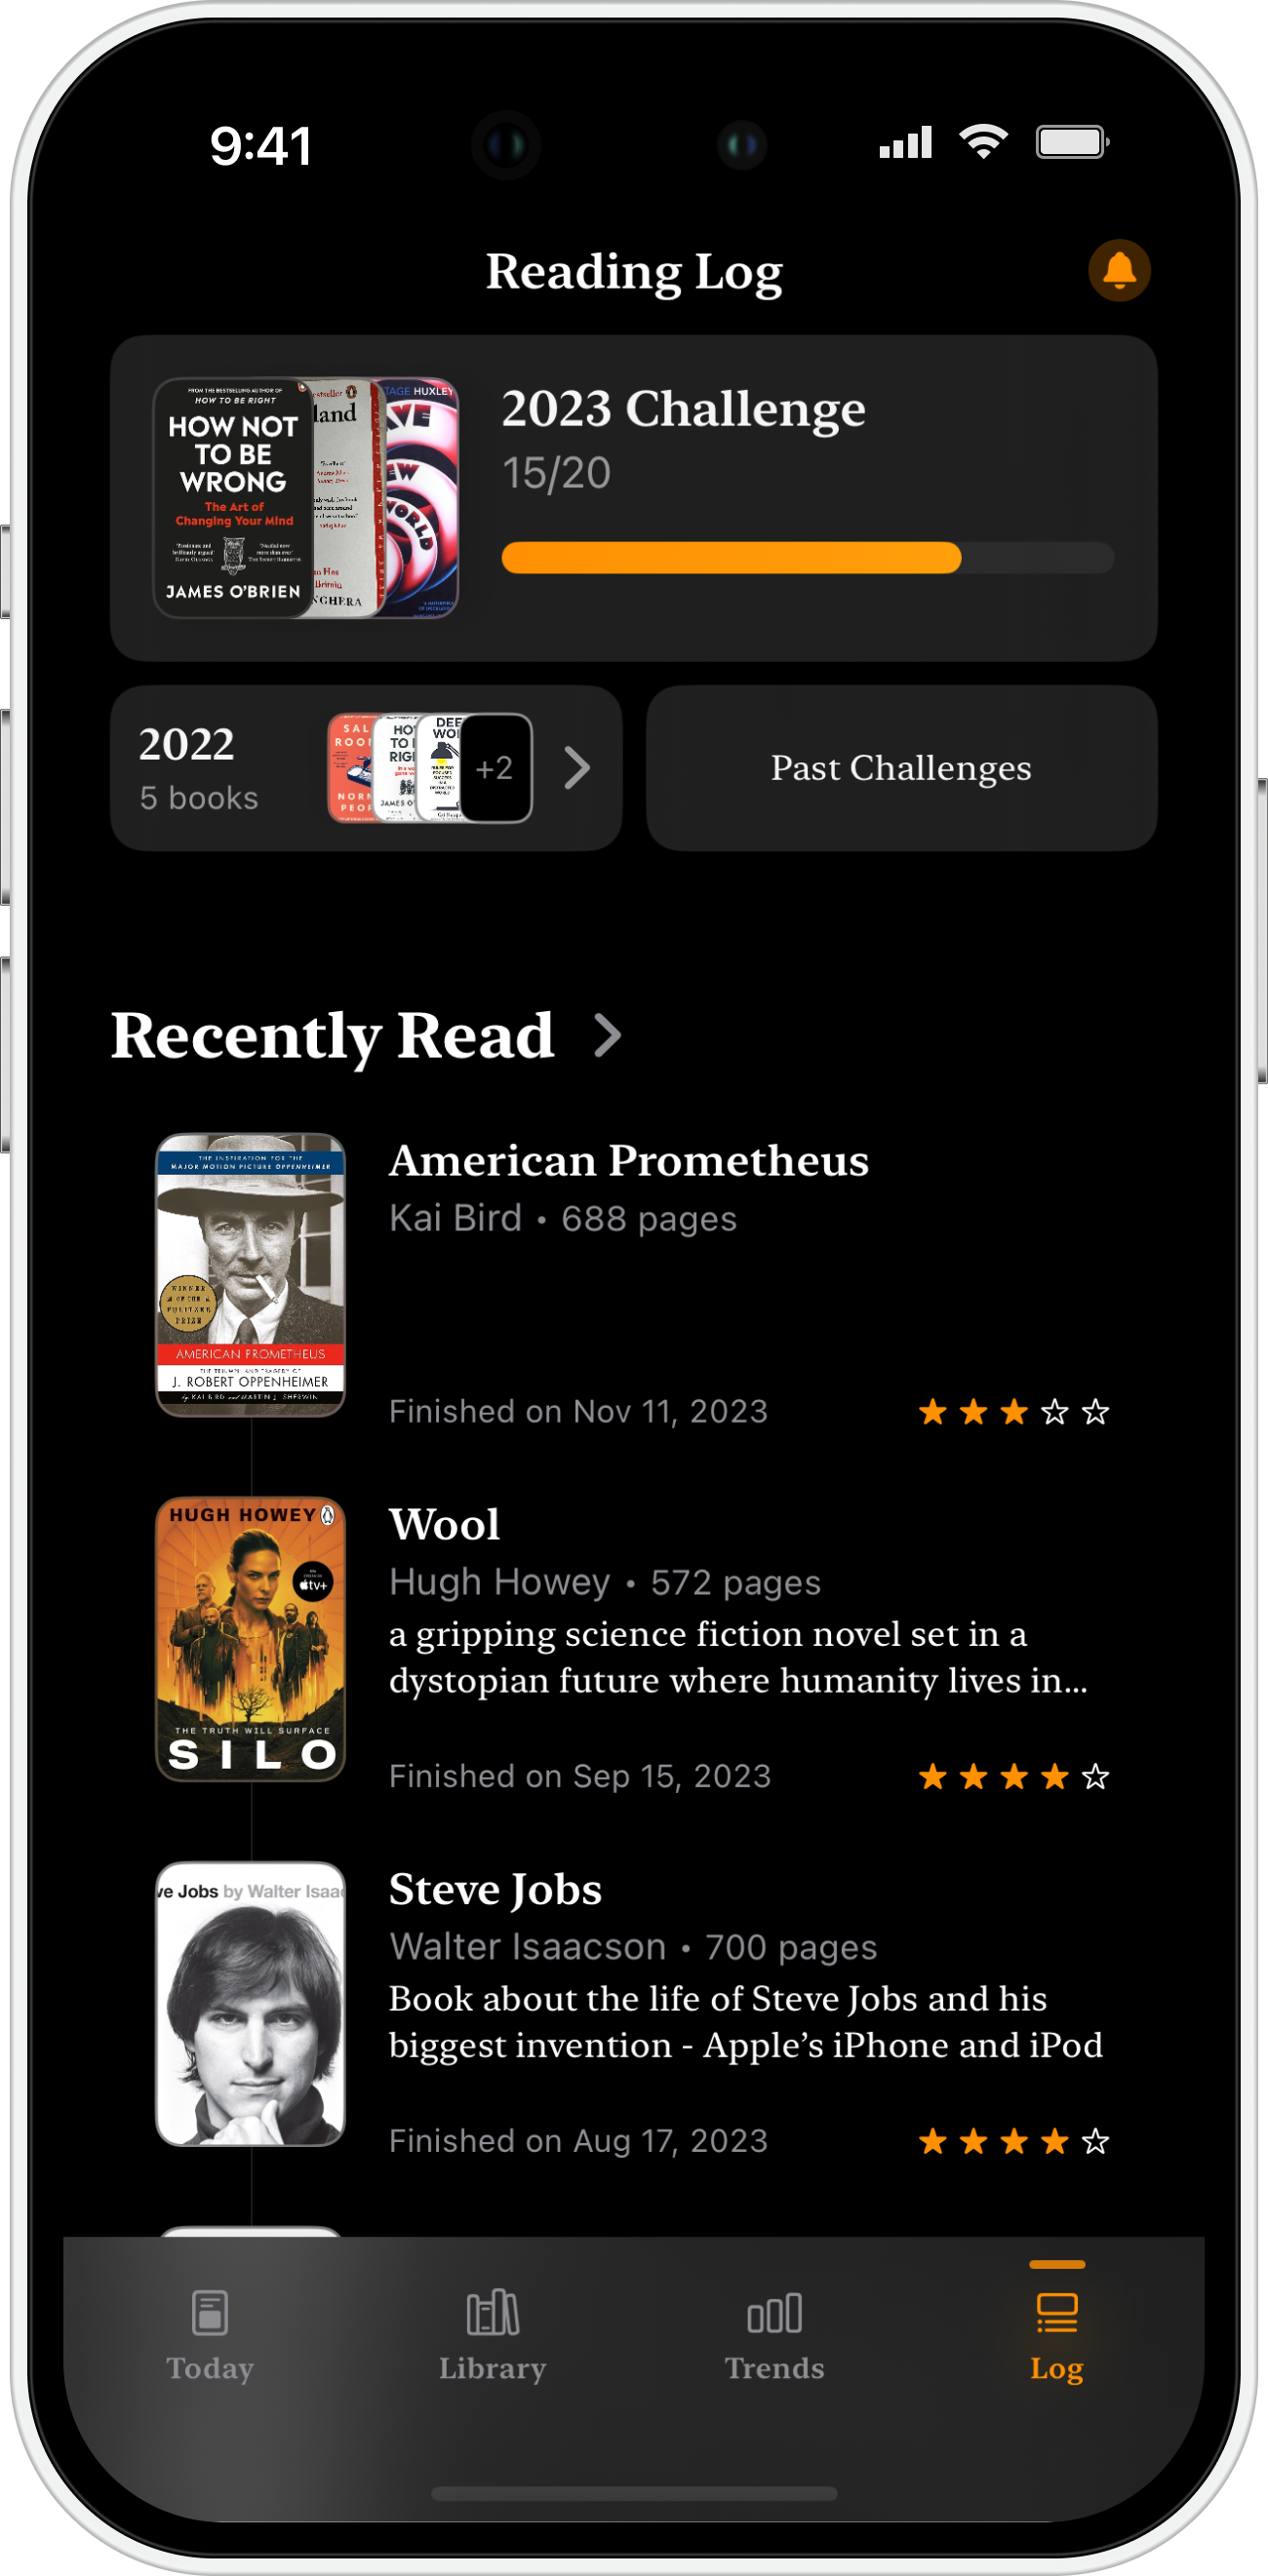 9:41
Reading Log
FROM THE BESTSELLING AUTHOR OF
HOW TO BE RIGHT
HOW NOT
TO BE
WRONG
The Art of
Changing Your Mind
JAMES O'BRIEN
land
NGHERA
HUXLEY
WORLD
2023 Challenge
15/20
2022
5 books
+2
Past Challenges
Recently Read
THE INSPIRATION FOR THE
MAJOR MOTION PICTURE OPPENHEIMER
WINNER
OF THE
PULITZER
PRIZE
AMERICAN PROMETHEUS
THE TRIUMPH AND TRAGEDY OF
J. ROBERT OPPENHEIMER
by KAI BIRD and MARTIN J. SHERWIN
American Prometheus
Kai Bird • 688 pages
Finished on Nov 11, 2023
HUGH HOWEY
tv+
THE TRUTH WILL SURFACE
SILO
Wool
Hugh Howey • 572 pages
a gripping science fiction novel set in a
dystopian future where humanity lives in...
Finished on Sep 15, 2023
ve Jobs by Walter Isaac
Steve Jobs
Walter Isaacson • 700 pages
Book about the life of Steve Jobs and his
biggest invention - Apple’s iPhone and iPod
Finished on Aug 17, 2023
Today
Library
Trends
Log